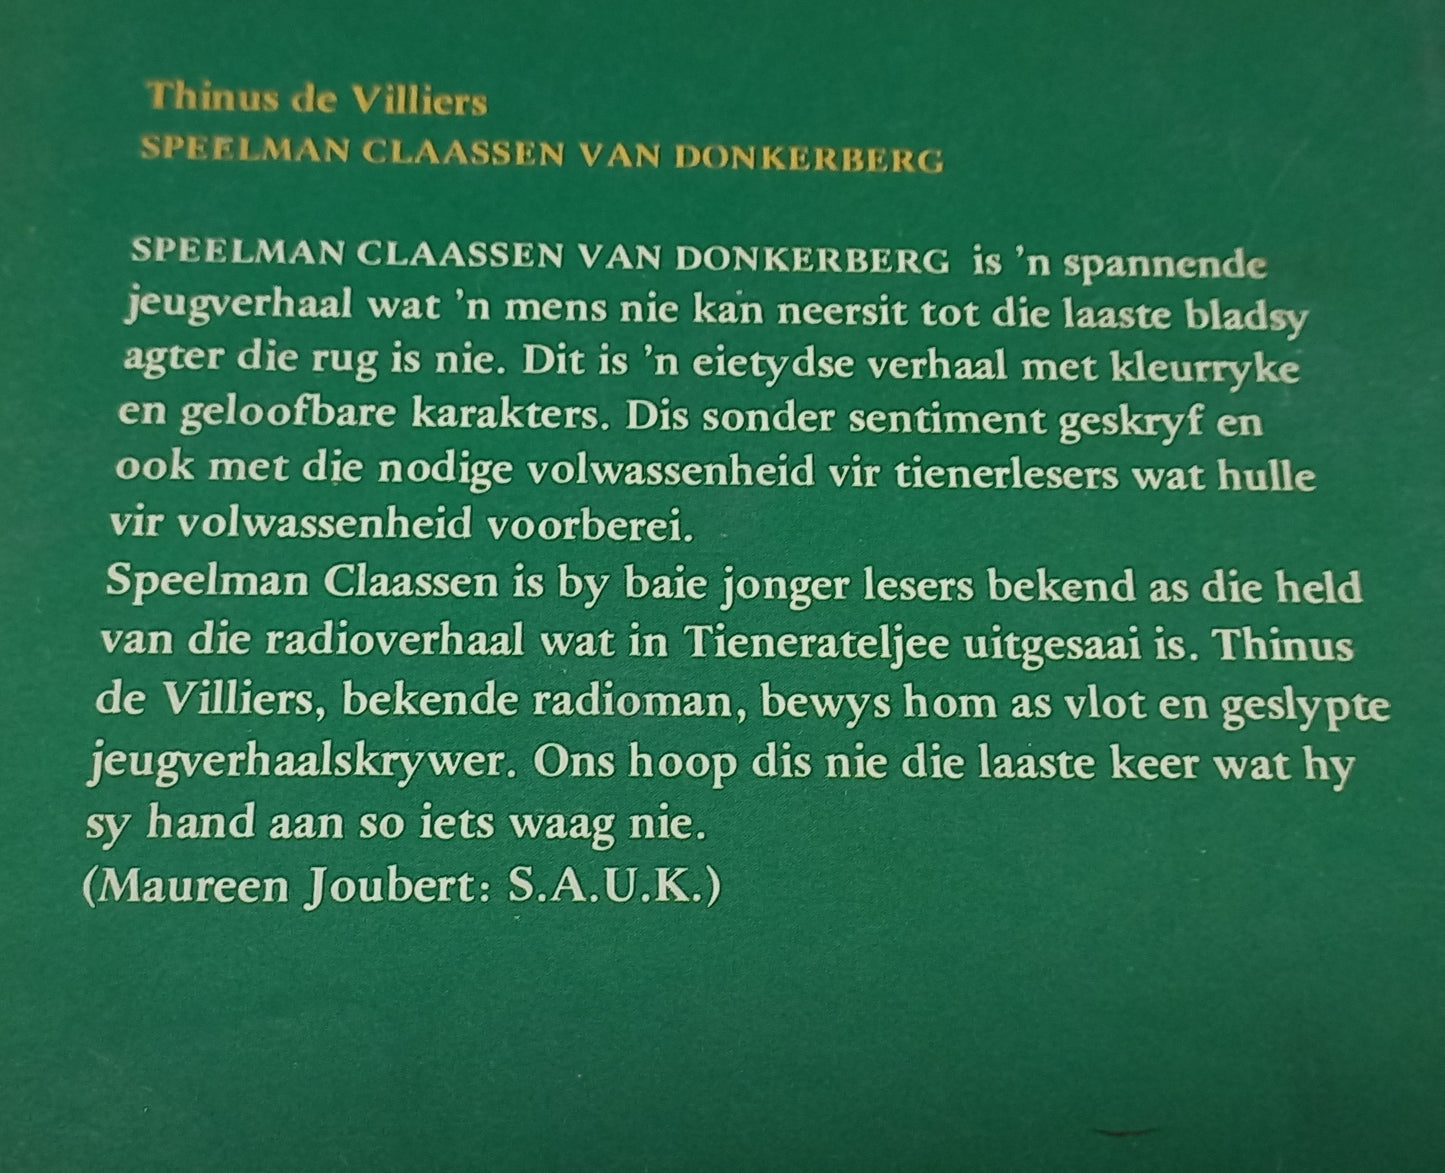 Thinus de Villiers
SPEELMAN CLAASSEN VAN DONKERBERG
SPEELMAN CLAASSEN VAN DONKERBERG is ’n spannende
jeugverhaal wat ’n mens nie kan neersit tot die laaste bladsy
agter die rug is nie. Dit is ’n eietydse verhaal met kleurryke
en geloofbare karakters. Dis sonder sentiment geskryf en
ook met die nodige volwassenheid vir tienerlesers wat hulle
vir volwassenheid voorberei.
Speelman Claassen is by baie jonger lesers bekend as die held
van die radioverhaal wat in Tienerateljee uitgesaai is. Thinus
de Villiers, bekende radioman, bewys hom as vlot en geslypte
jeugverhaalskrywer. Ons hoop dis nie die laaste keer wat hy
sy hand aan so iets waag nie.
(Maureen Joubert: S.A.U.K.)